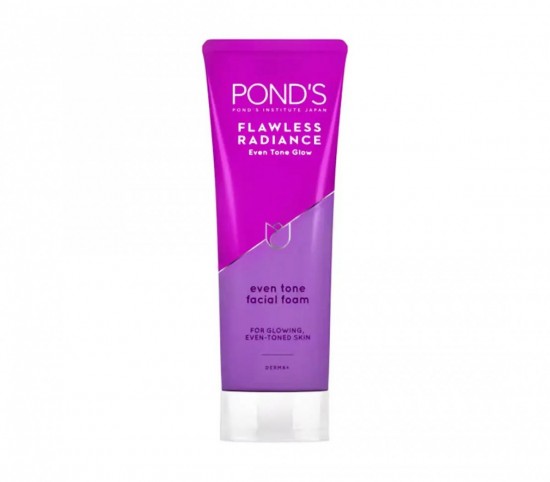 POND'S
POND'S INSTITUTE JAPAN
FLAWLESS
RADIANCE
Even Tone Glow
even tone
facial foam
FOR GLOWING,
EVEN-TONED SKIN
DERMA+